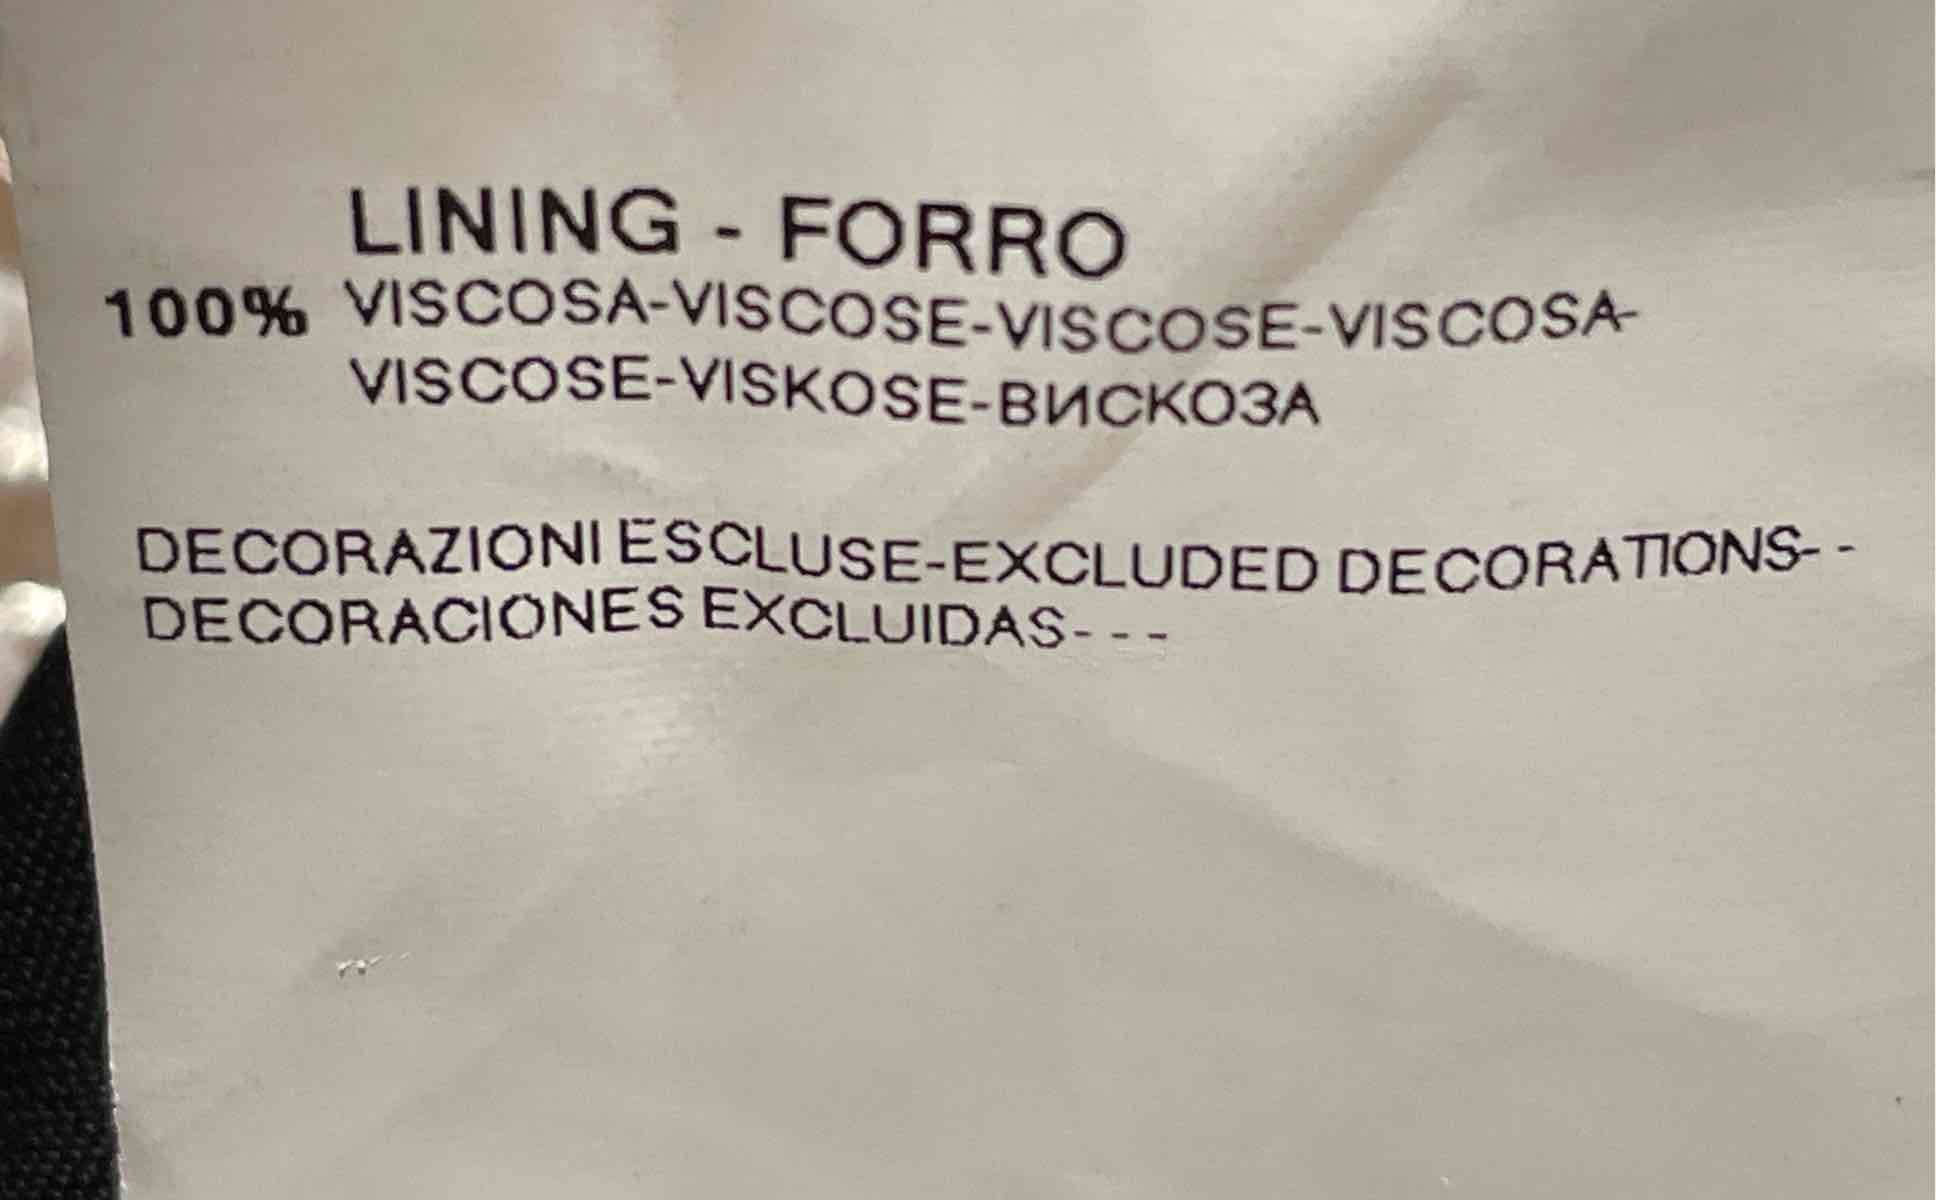 LINING - FORRO
100% VISCOSA-VISCOSE-VISCOSE-VISCOSA-
VISCOSE-VISKOSE-ВИСКОЗА
DECORAZIONI ESCLUSE-EXCLUDED DECORATIONS- -
DECORACIONES EXCLUIDAS- - -